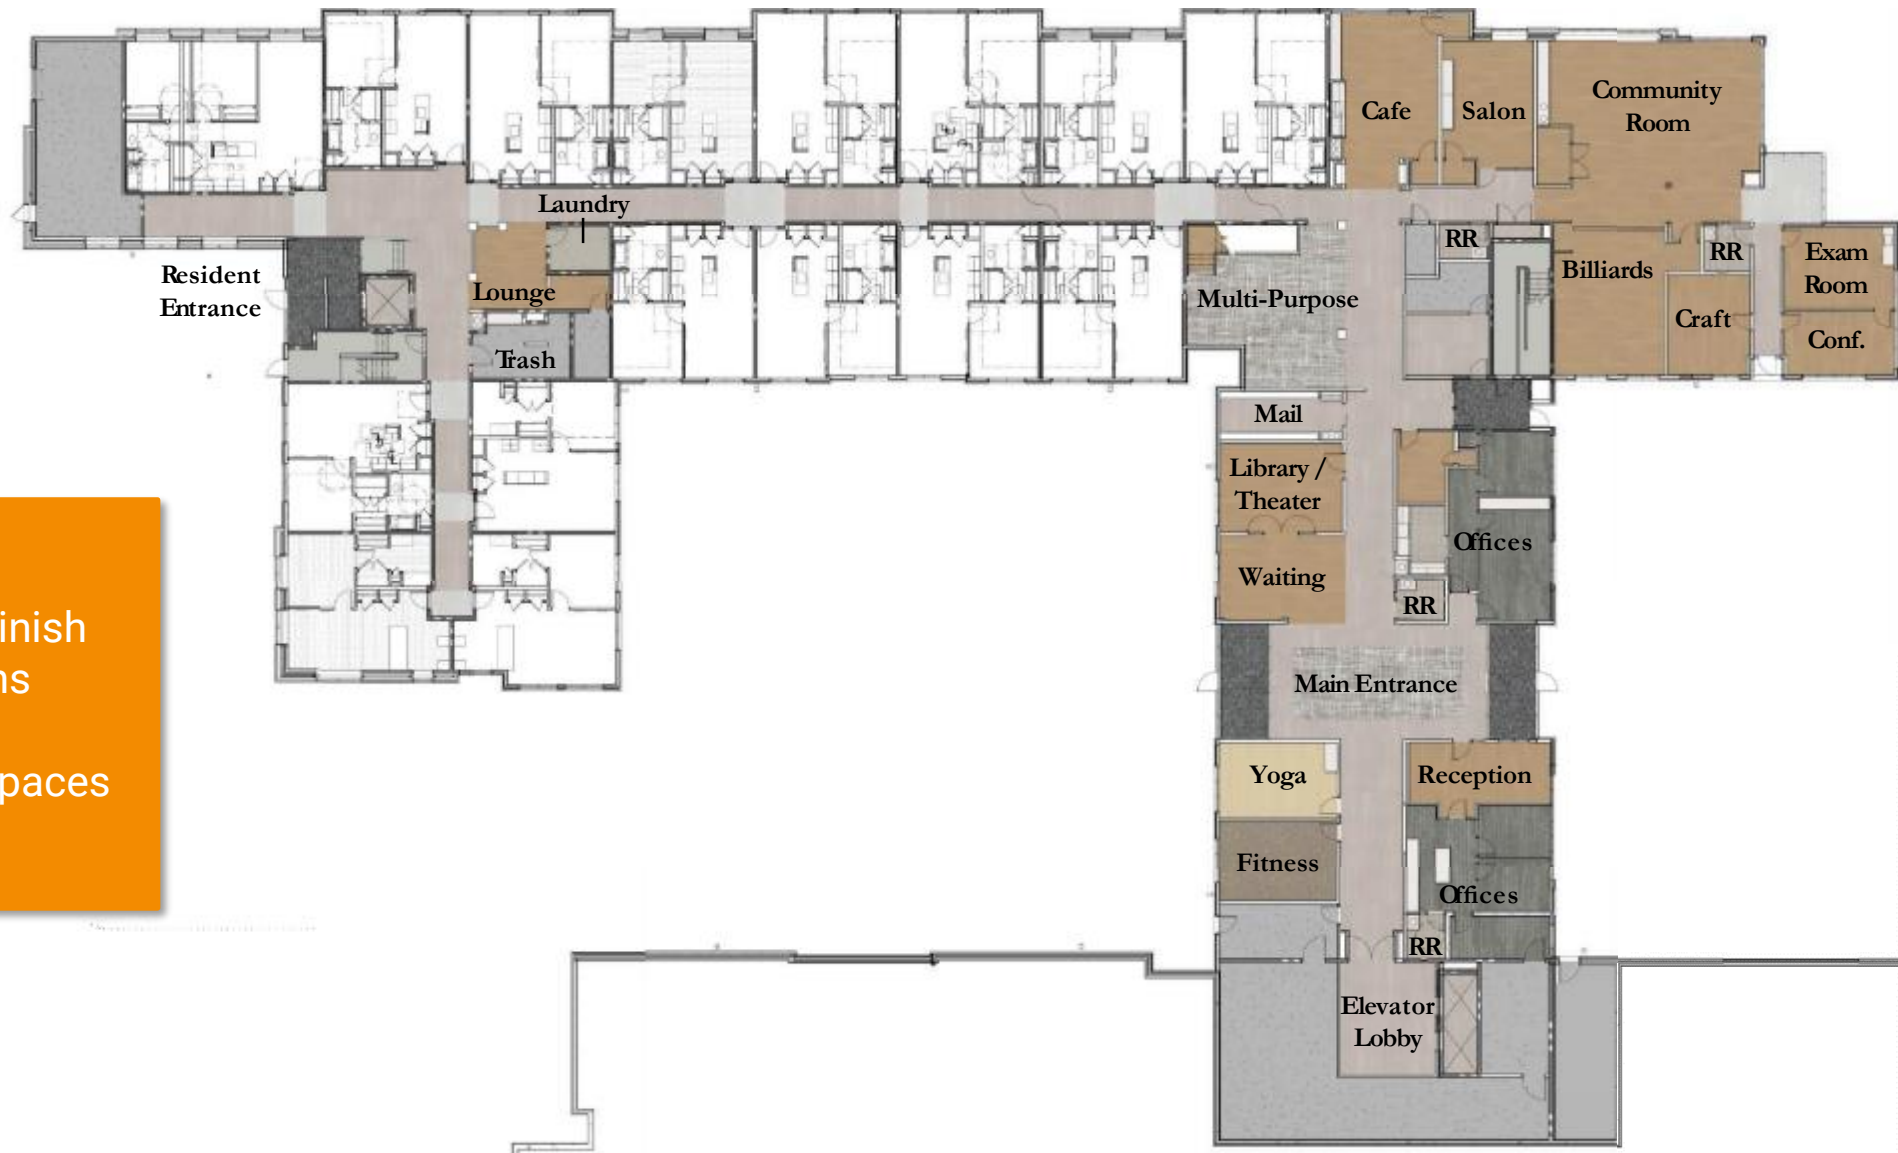 Cafe
Salon
Community
Room
Laundry
RR
RR
Billiards
Exam
Room
Resident
Entrance
Lounge
Multi-Purpose
Craft
Conf.
Trash
Mail
Library /
Theater
Offices
Waiting
RR
inish
ns
Main Entrance
paces
Yoga
Reception
Fitness
Offices
RR
Elevator
Lobby